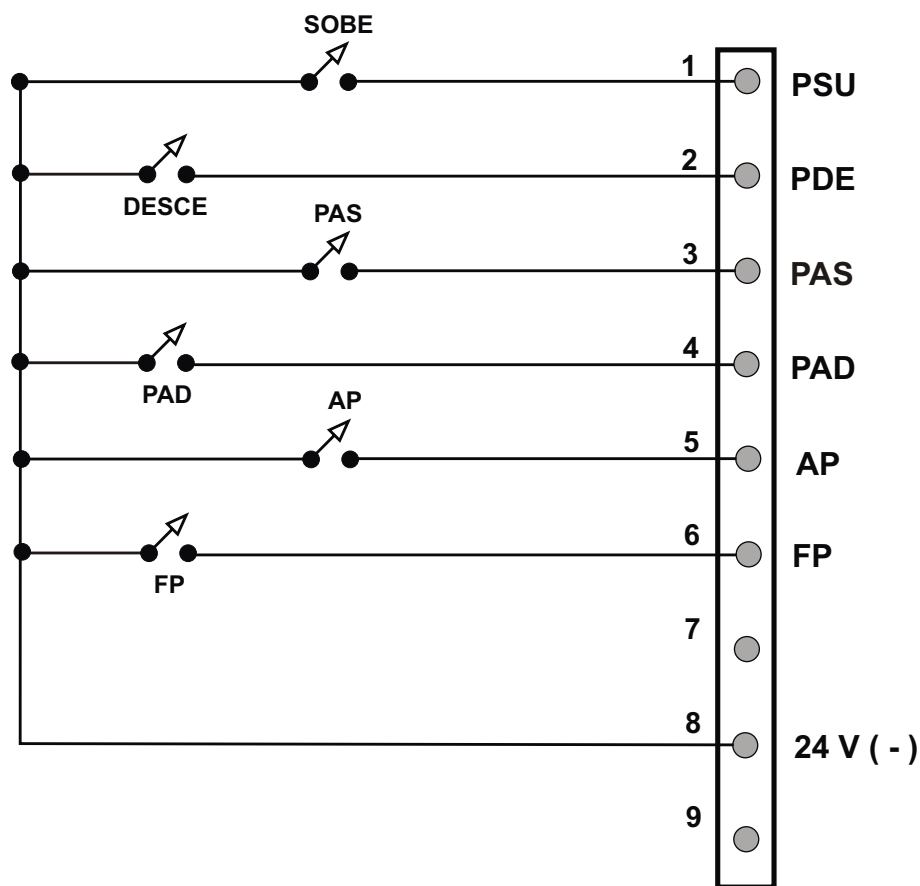 SOBE
1 PSU
DESCE
2 PDE
PAS
3 PAS
PAD
4 PAD
AP
5 AP
FP
6 FP
7
8 24 V ( - )
9